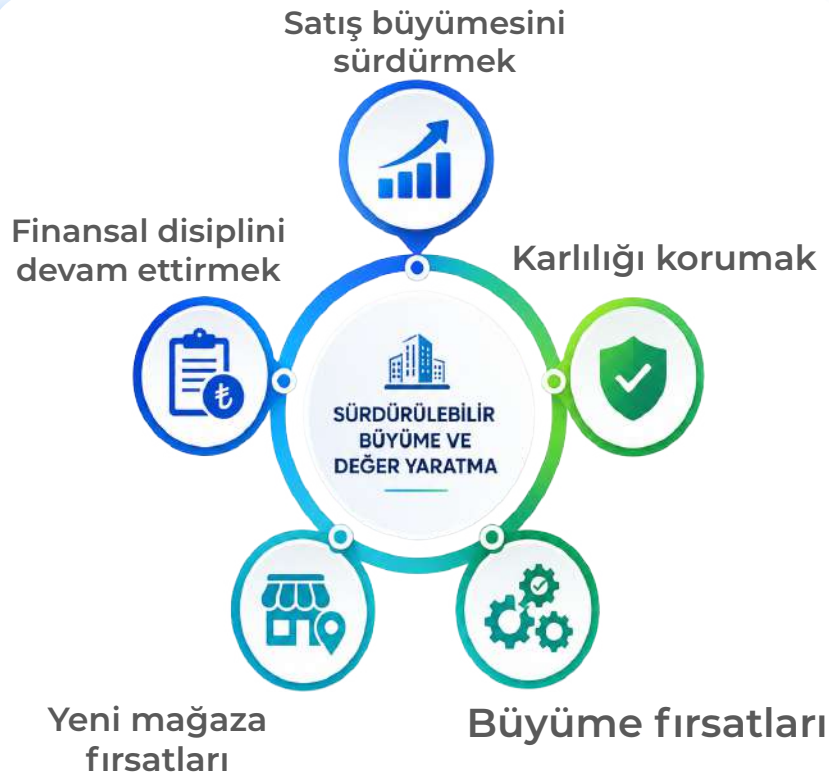 Satış büyümesini
sürdürmek
Finansal disiplini
devam ettirmek
Karlılığı korumak
SÜRDÜRÜLEBİLİR
BÜYÜME VE
DEĞER YARATMA
Yeni mağaza
fırsatları
Büyüme fırsatları